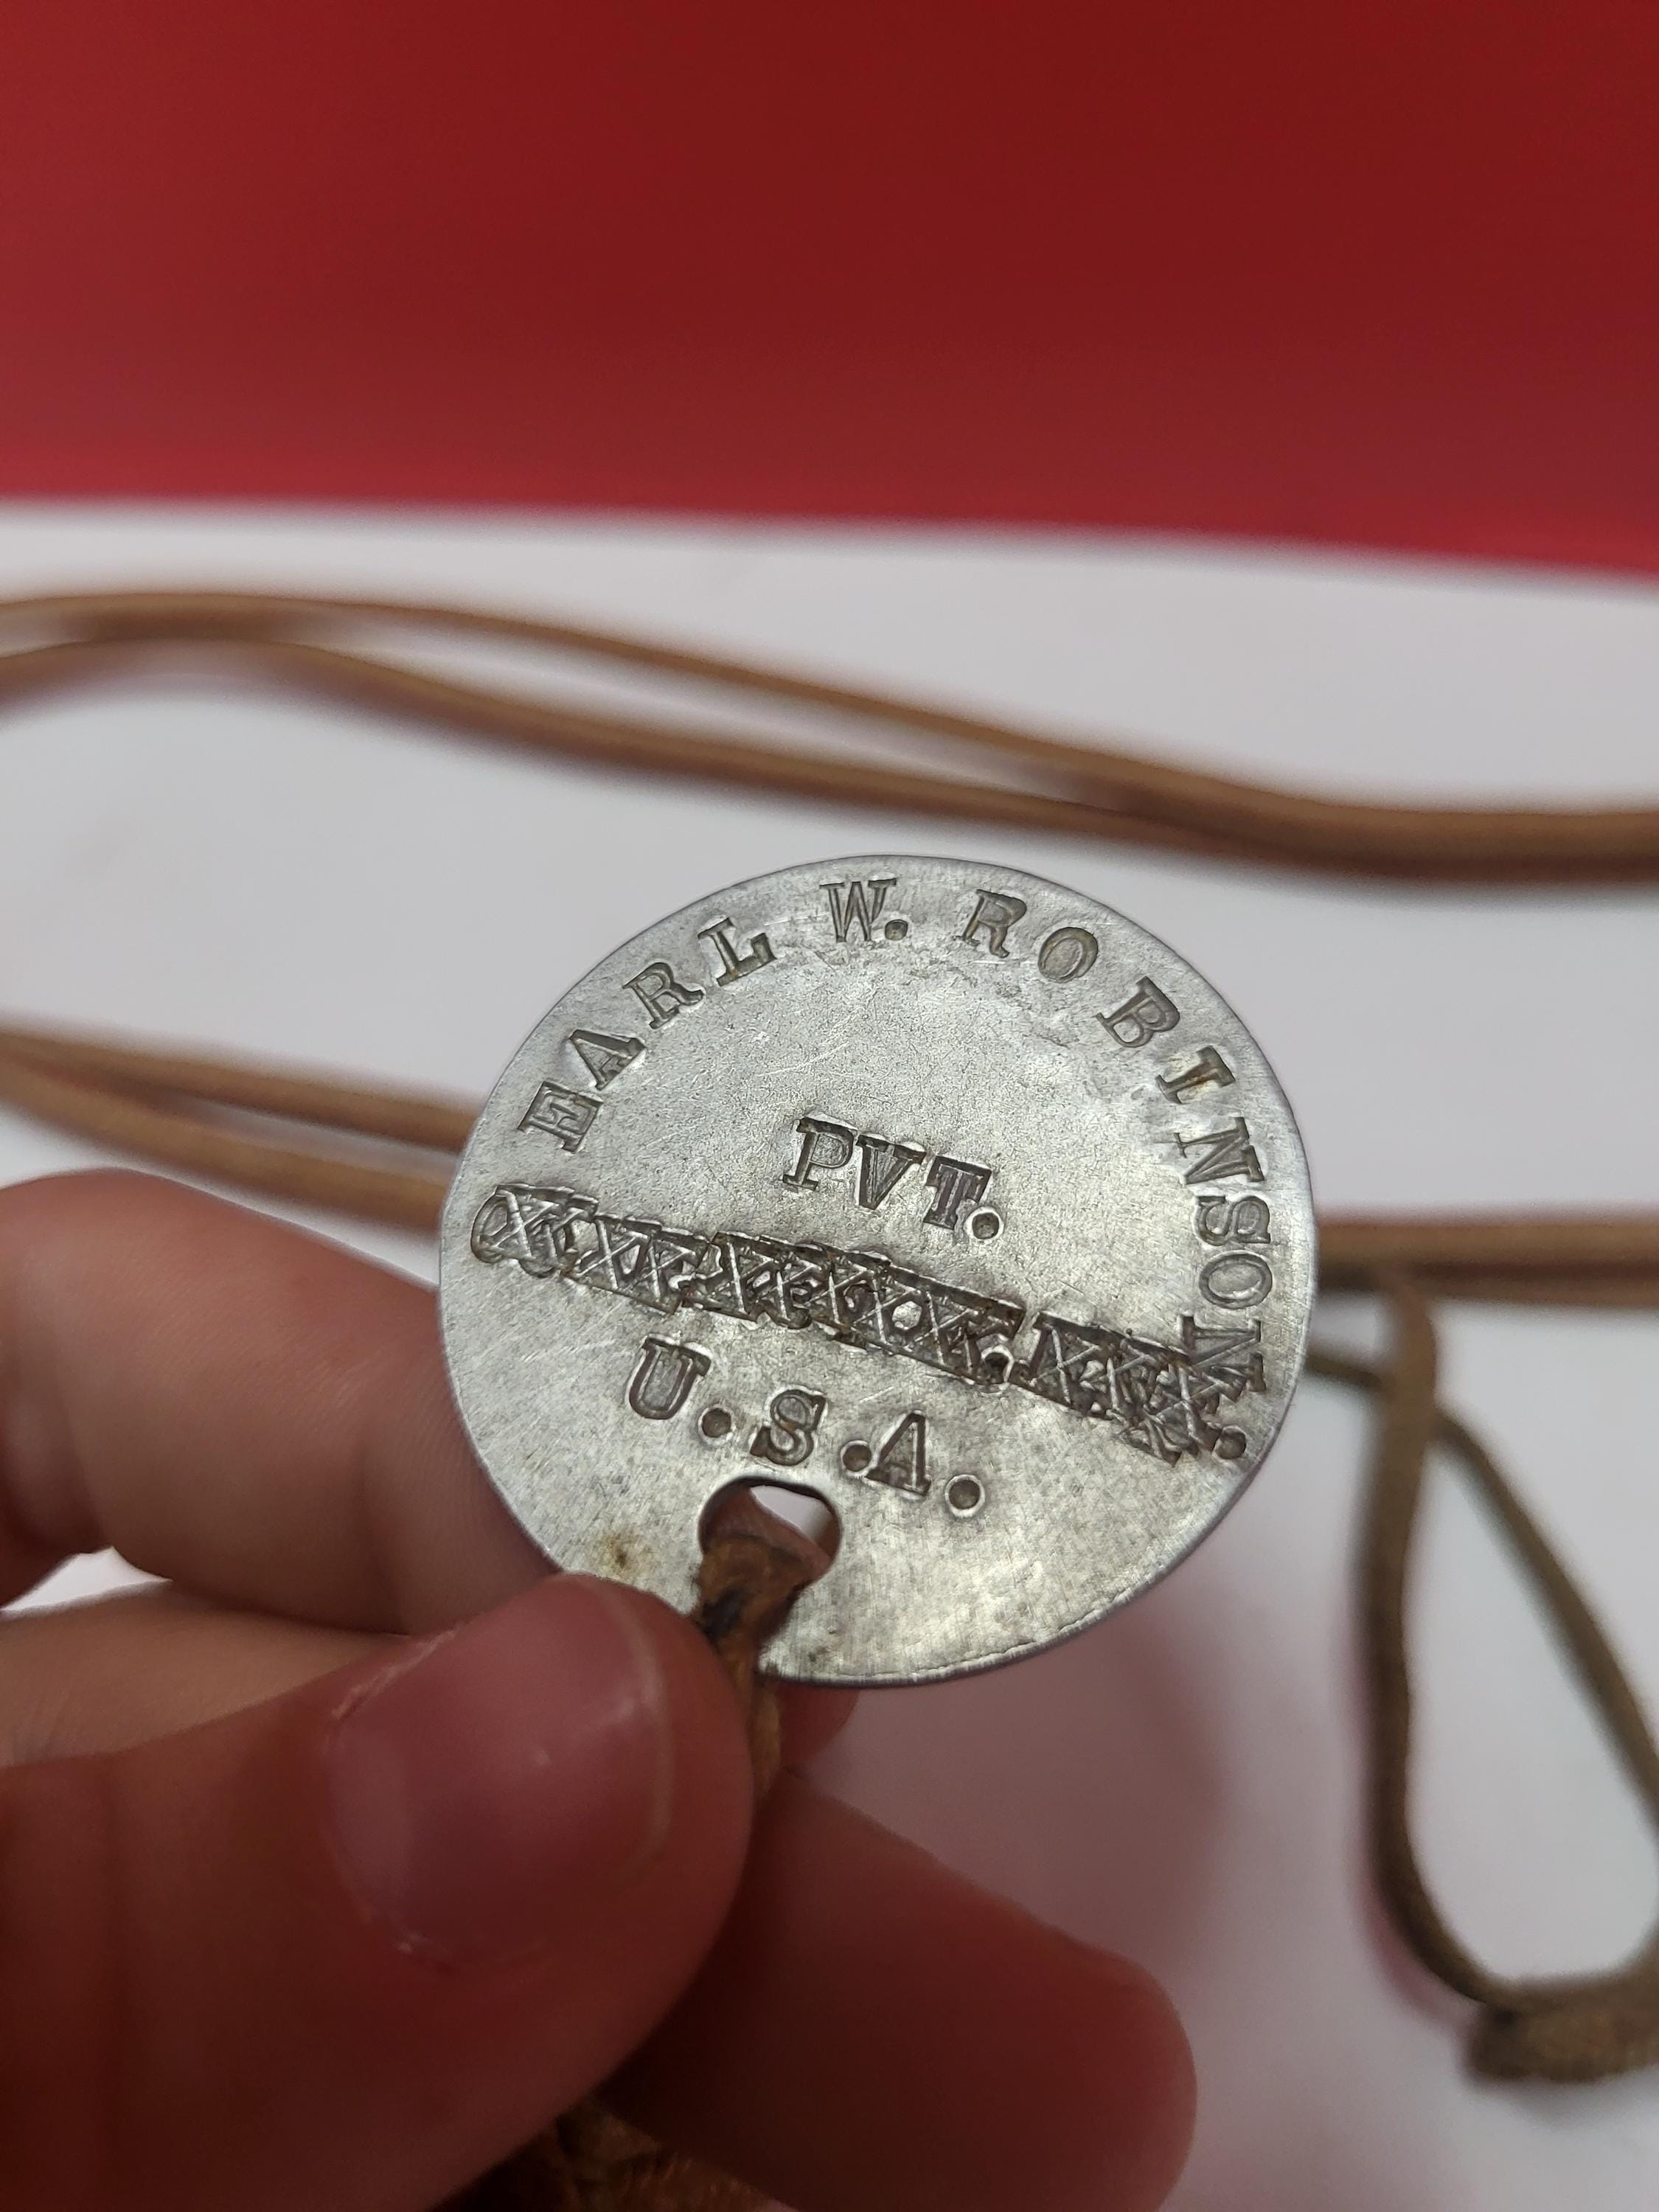 EARL W. ROBINSON.
PVT.
U.S.A.